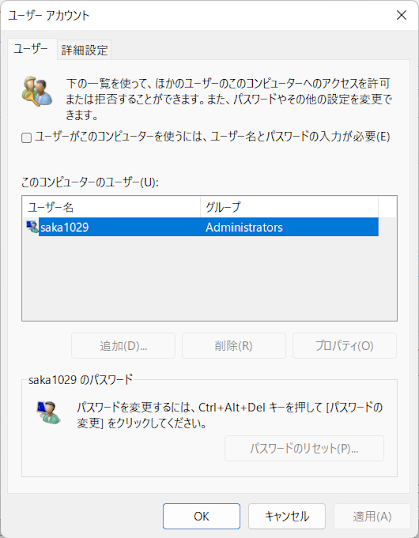 ユーザー アカウント
ユーザー
詳細設定
下の一覧を使って、ほかのユーザーのこのコンピューターへのアクセスを許可
または拒否することができます。また、パスワードやその他の設定を変更で
きます。
ユーザーがこのコンピューターを使うには、ユーザー名とパスワードの入力が必要(E)
このコンピューターのユーザー(U):
ユーザー名
グループ
saka1029
Administrators
追加(D)...
削除(R)
プロパティ(O)
saka1029 のパスワード
パスワードを変更するには、Ctrl+Alt+Del キーを押して [パスワードの
変更] をクリックしてください。
パスワードのリセット(P)...
OK
キャンセル
適用(A)